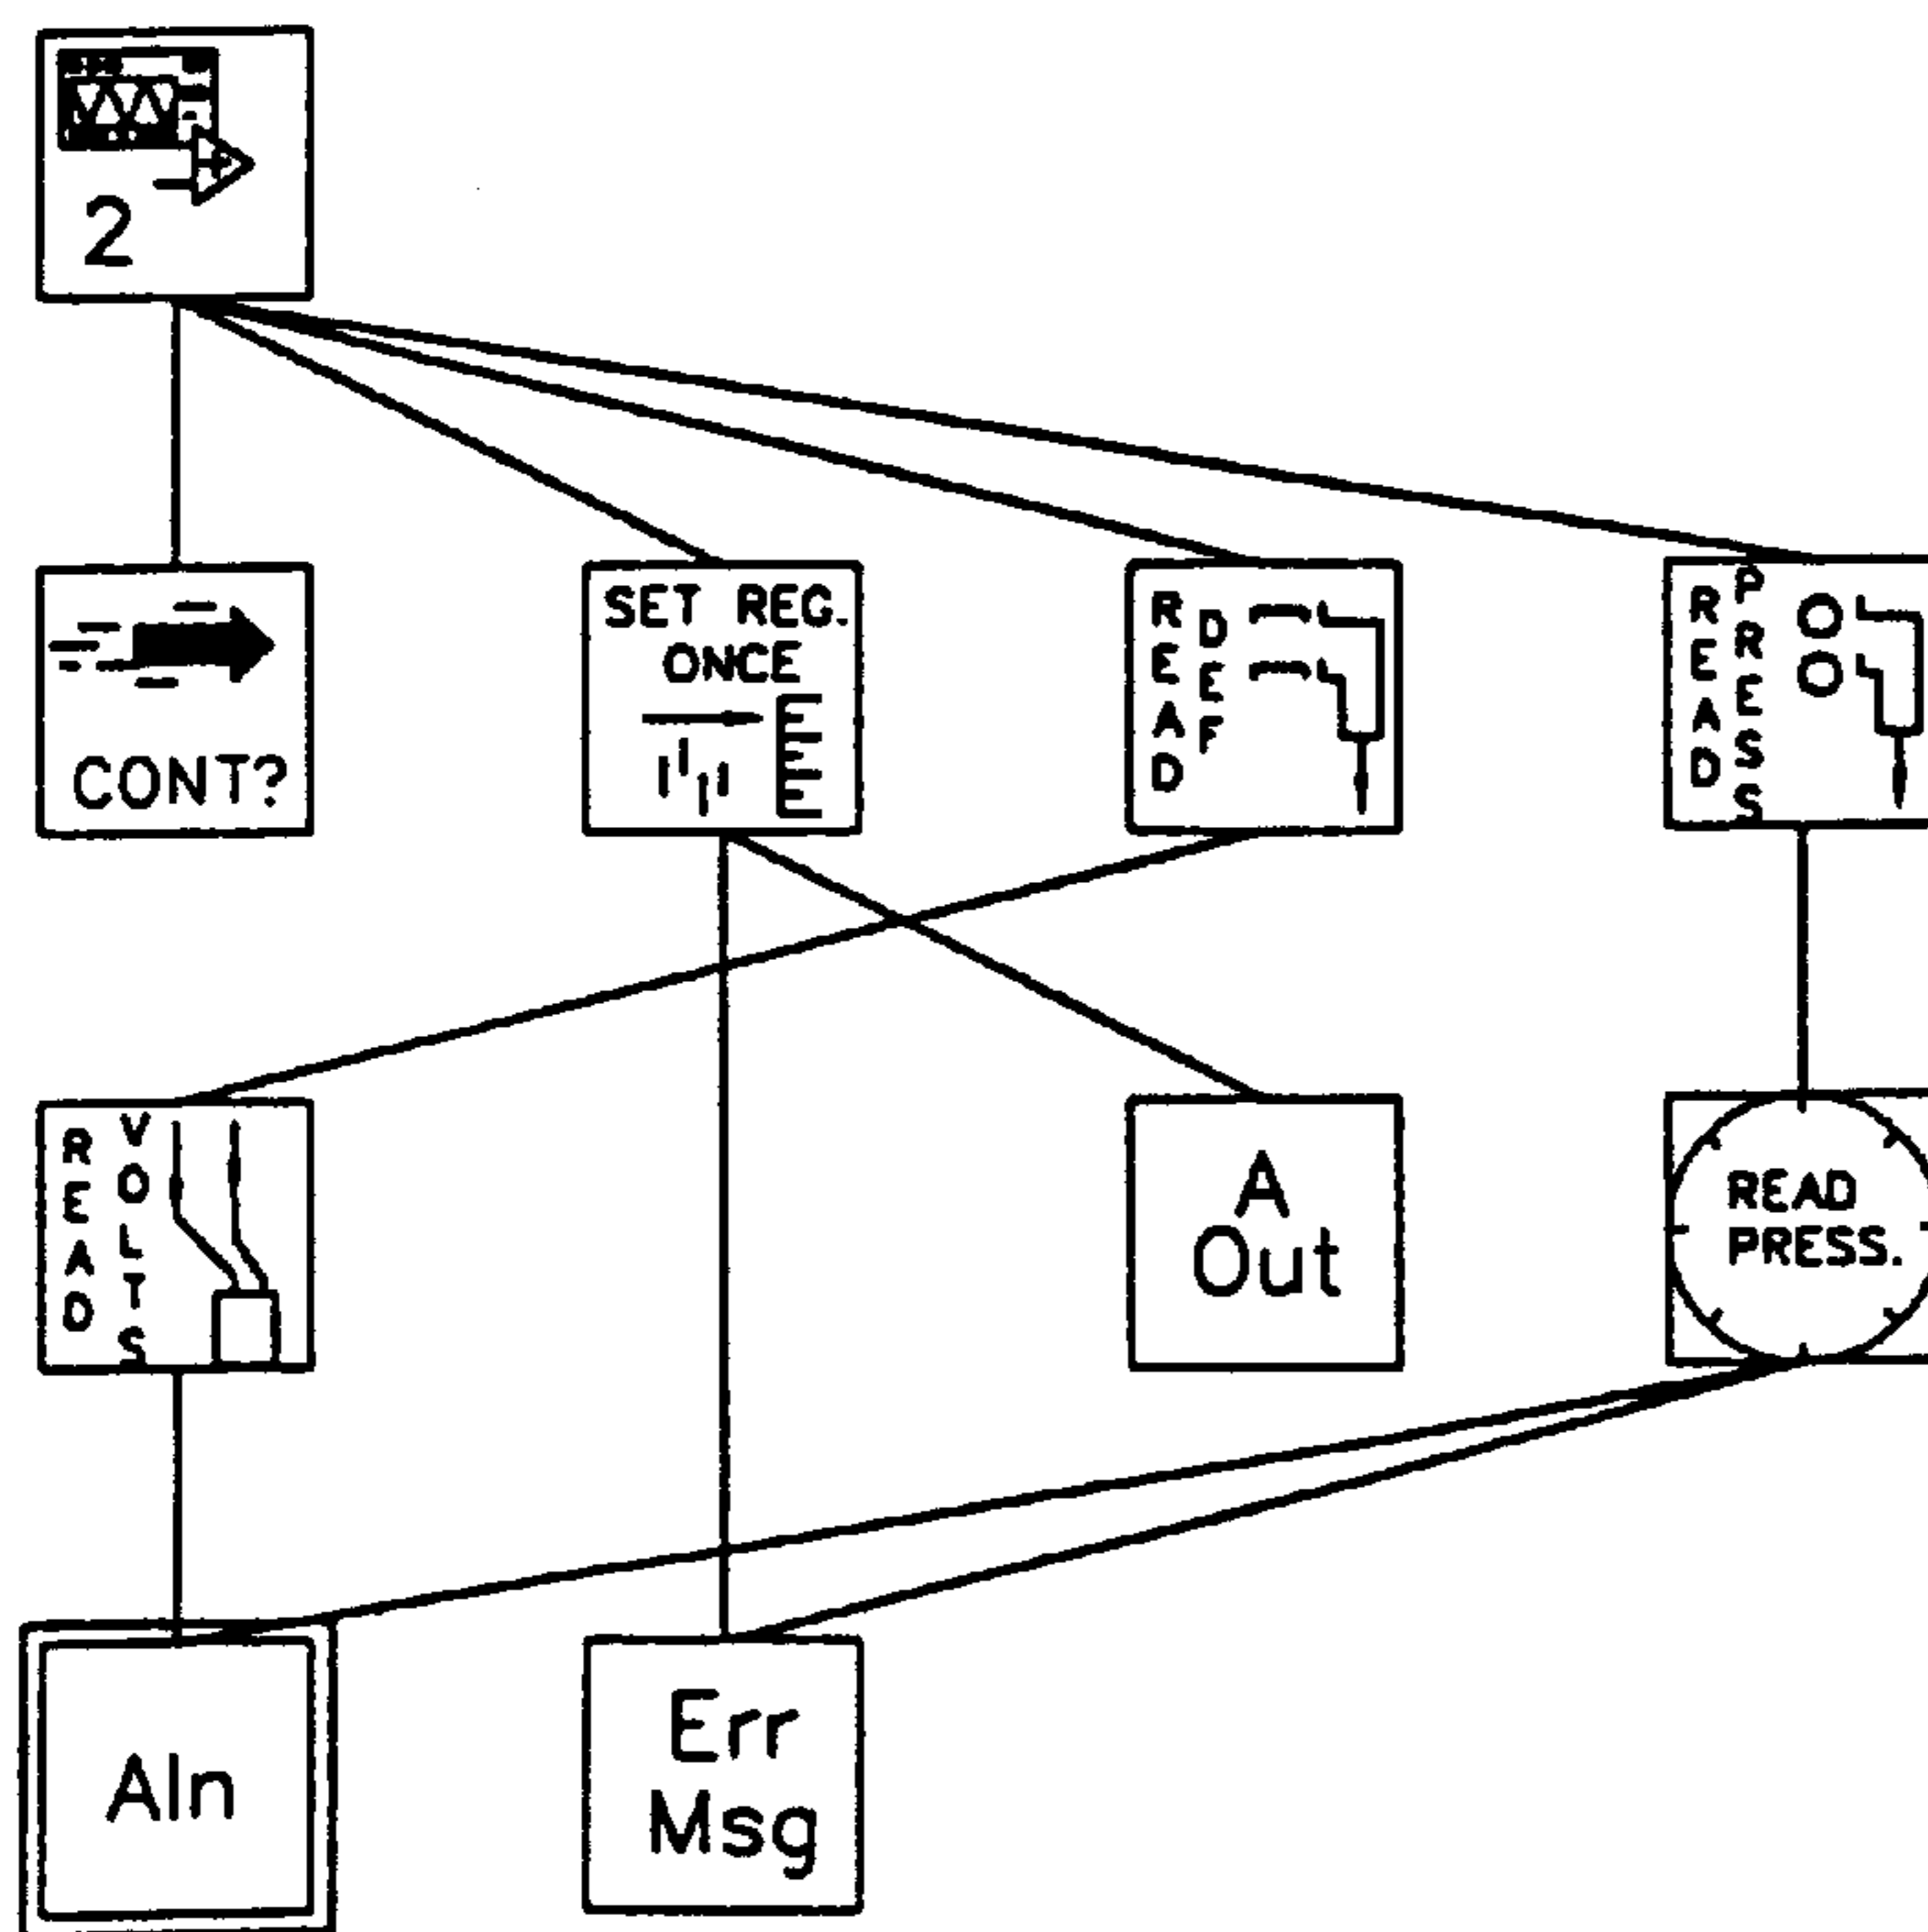 2
CONT?
SET REG.
ONCE
READ
DEF
READ
PRESS
READ
VOLTS
A
Out
READ
PRESS.
AIn
Err
Msg